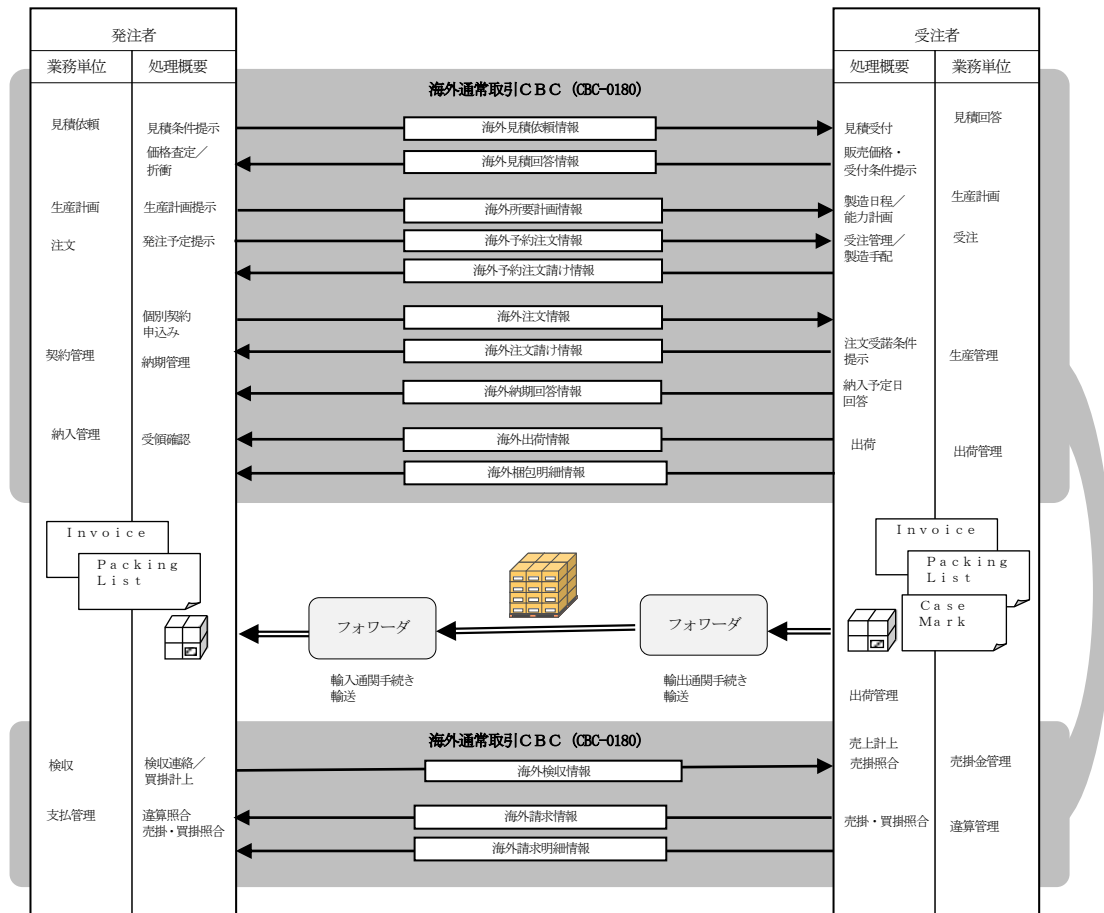 発注者
受注者
業務単位
処理概要
処理概要
業務単位
海外通常取引ＣＢＣ（CBC-0180）
見積依頼
見積条件提示
海外見積依頼情報
見積受付
見積回答
価格査定／
折衝
海外見積回答情報
販売価格・
受付条件提示
生産計画
生産計画提示
海外所要計画情報
製造日程／
能力計画
生産計画
注文
発注予定提示
海外予約注文情報
受注管理／
製造手配
受注
海外予約注文請け情報
個別契約
申込み
海外注文情報
契約管理
納期管理
海外注文請け情報
注文受諾条件
提示
生産管理
海外納期回答情報
納入予定日
回答
納入管理
受領確認
海外出荷情報
出荷
出荷管理
海外梱包明細情報
Ｉｎｖｏｉｃｅ
Ｐａｃｋｉｎｇ
Ｌｉｓｔ
Ｉｎｖｏｉｃｅ
Ｐａｃｋｉｎｇ
Ｌｉｓｔ
Ｃａｓｅ
Ｍａｒｋ
フォワーダ
フォワーダ
輸入通関手続き
輸送
輸出通関手続き
輸送
出荷管理
海外通常取引ＣＢＣ（CBC-0180）
検収
検収連絡／
買掛計上
海外検収情報
売上計上
売掛照合
売掛金管理
支払管理
違算照合
売掛・買掛照合
海外請求情報
売掛・買掛照合
違算管理
海外請求明細情報